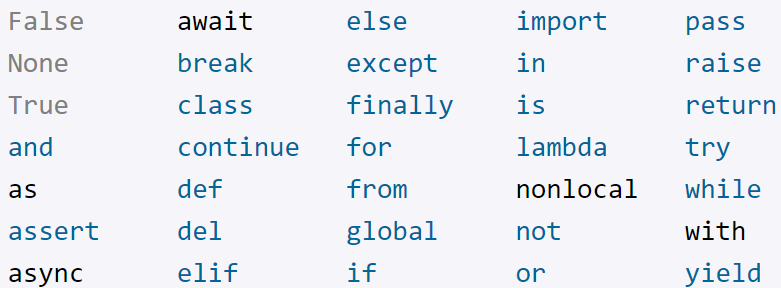 False await else import pass
None break except in raise
True class finally is return
and continue for lambda try
as def from nonlocal while
assert del global not with
async elif if or yield